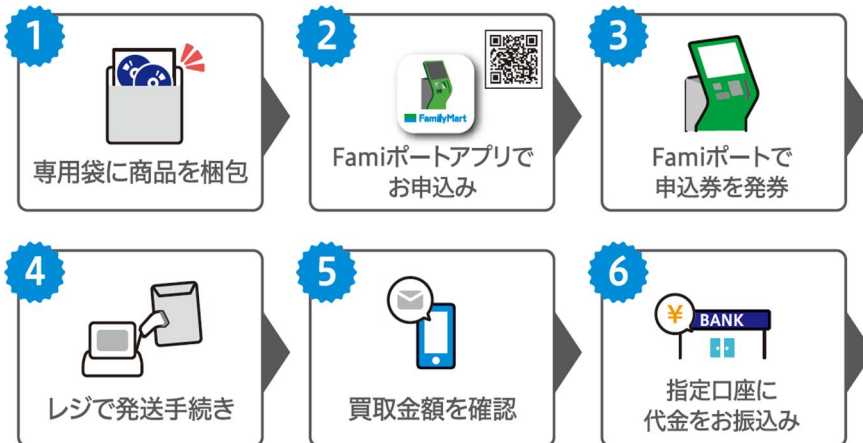 1
専用袋に商品を梱包
2
FamilyMart
Famiポートアプリで
お申込み
3
Famiポートで
申込券を発券
4
レジで発送手続き
5
買取金額を確認
6
¥
BANK
指定口座に
代金をお振込み